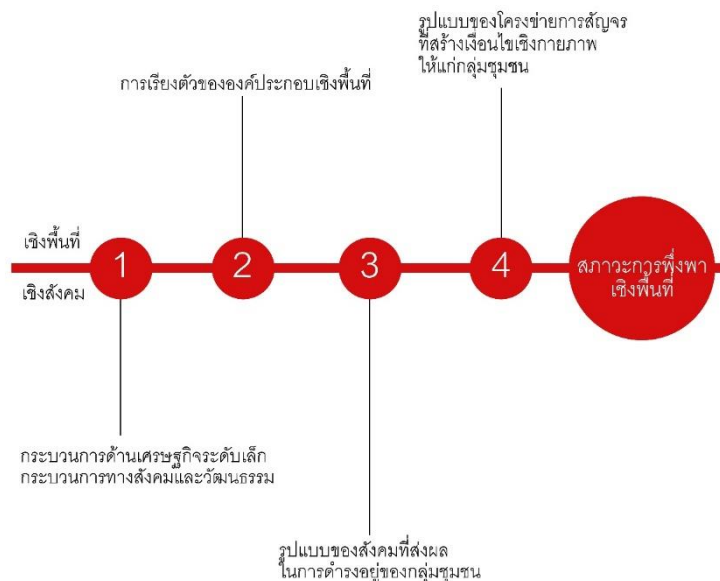 รูปแบบของโครงข่ายการสัญจร
ที่สร้างเงื่อนไขเชิงกายภาพ
ให้แก่กลุ่มชุมชน
การเรียงตัวขององค์ประกอบเชิงพื้นที่
เชิงพื้นที่
เชิงสังคม
1
2
3
4
สภาวะการพึ่งพา
เชิงพื้นที่
กระบวนการด้านเศรษฐกิจระดับเล็ก
กระบวนการทางสังคมและวัฒนธรรม
รูปแบบของสังคมที่ส่งผล
ในการดำรงอยู่ของกลุ่มชุมชน